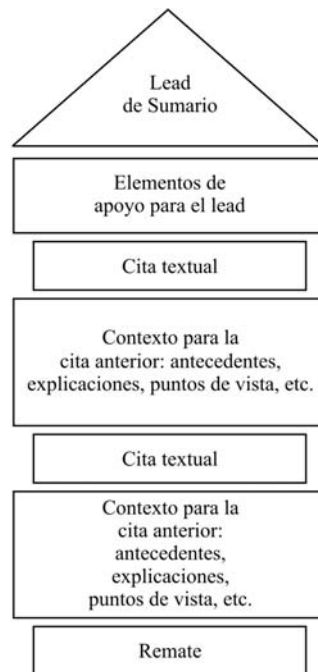 Lead
de Sumario
Elementos de
apoyo para el lead
Cita textual
Contexto para la
cita anterior: antecedentes,
explicaciones, puntos de vista, etc.
Cita textual
Contexto para la
cita anterior:
antecedentes,
explicaciones,
puntos de vista, etc.
Remate